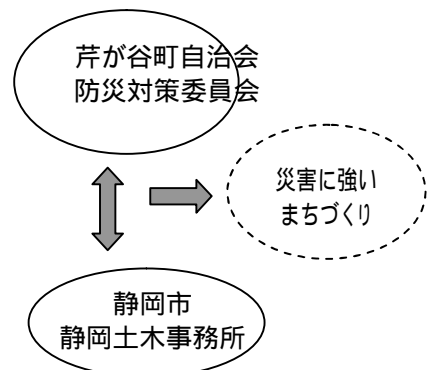 芹が谷町自治会
防災対策委員会
災害に強い
まちづくり
静岡市
静岡土木事務所